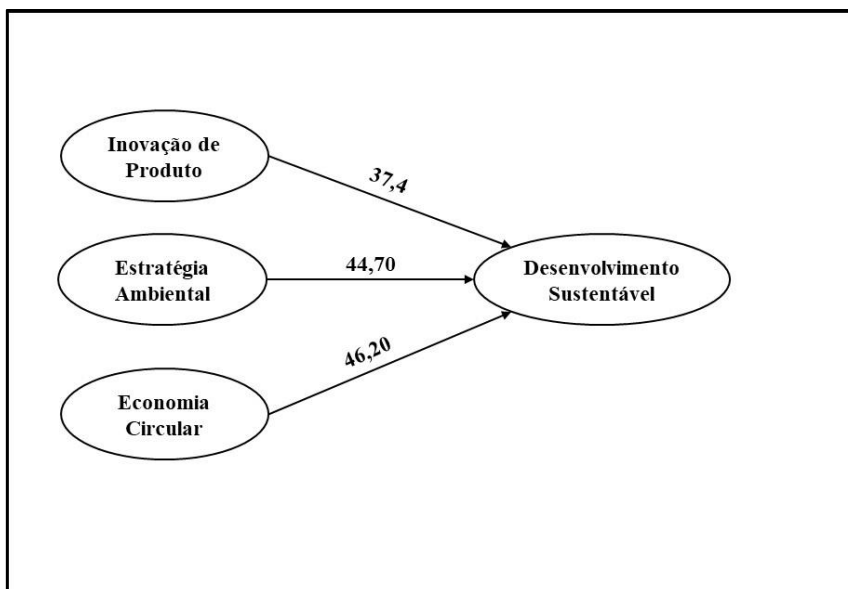 Inovação de
Produto
37,4
Estratégia
Ambiental
44,70
Desenvolvimento
Sustentável
46,20
Economia
Circular